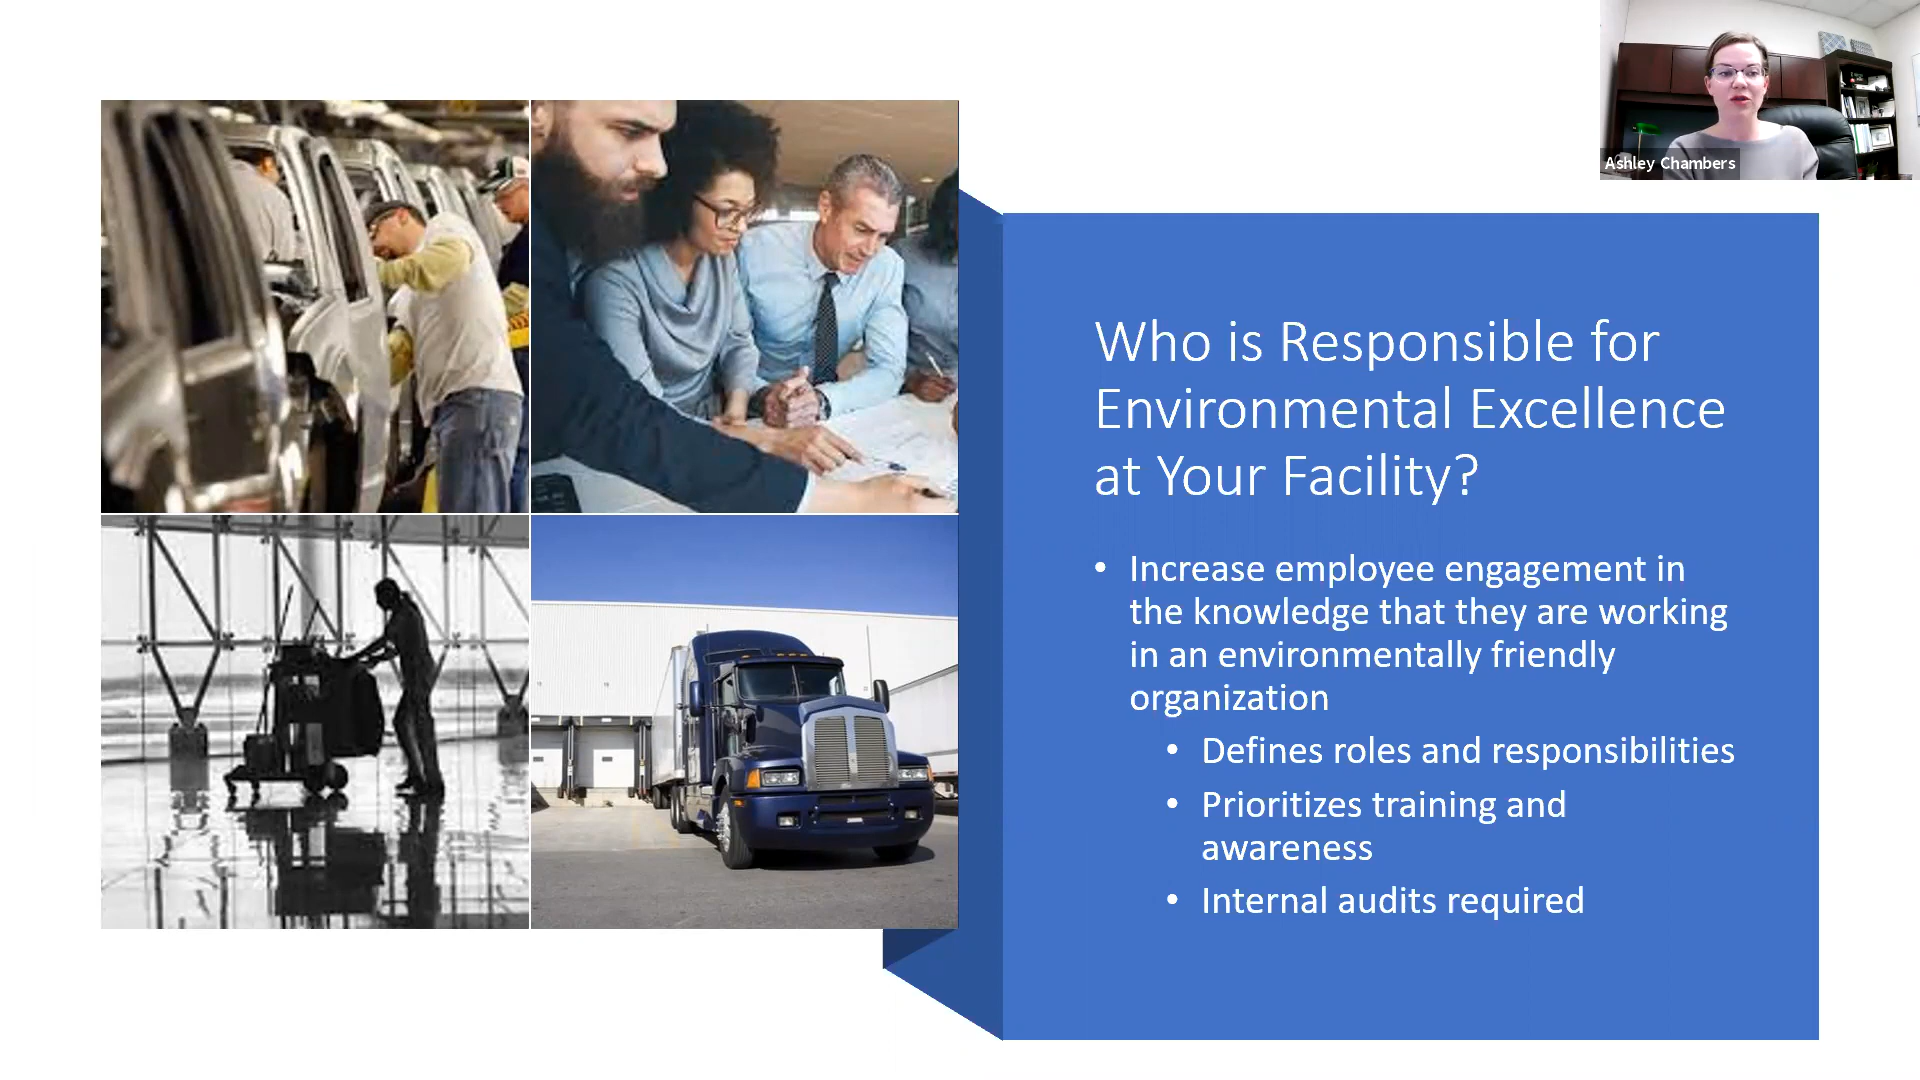 Ashley Chambers
Who is Responsible for
Environmental Excellence
at Your Facility?
• Increase employee engagement in
the knowledge that they are working
in an environmentally friendly
organization
• Defines roles and responsibilities
• Prioritizes training and
awareness
• Internal audits required